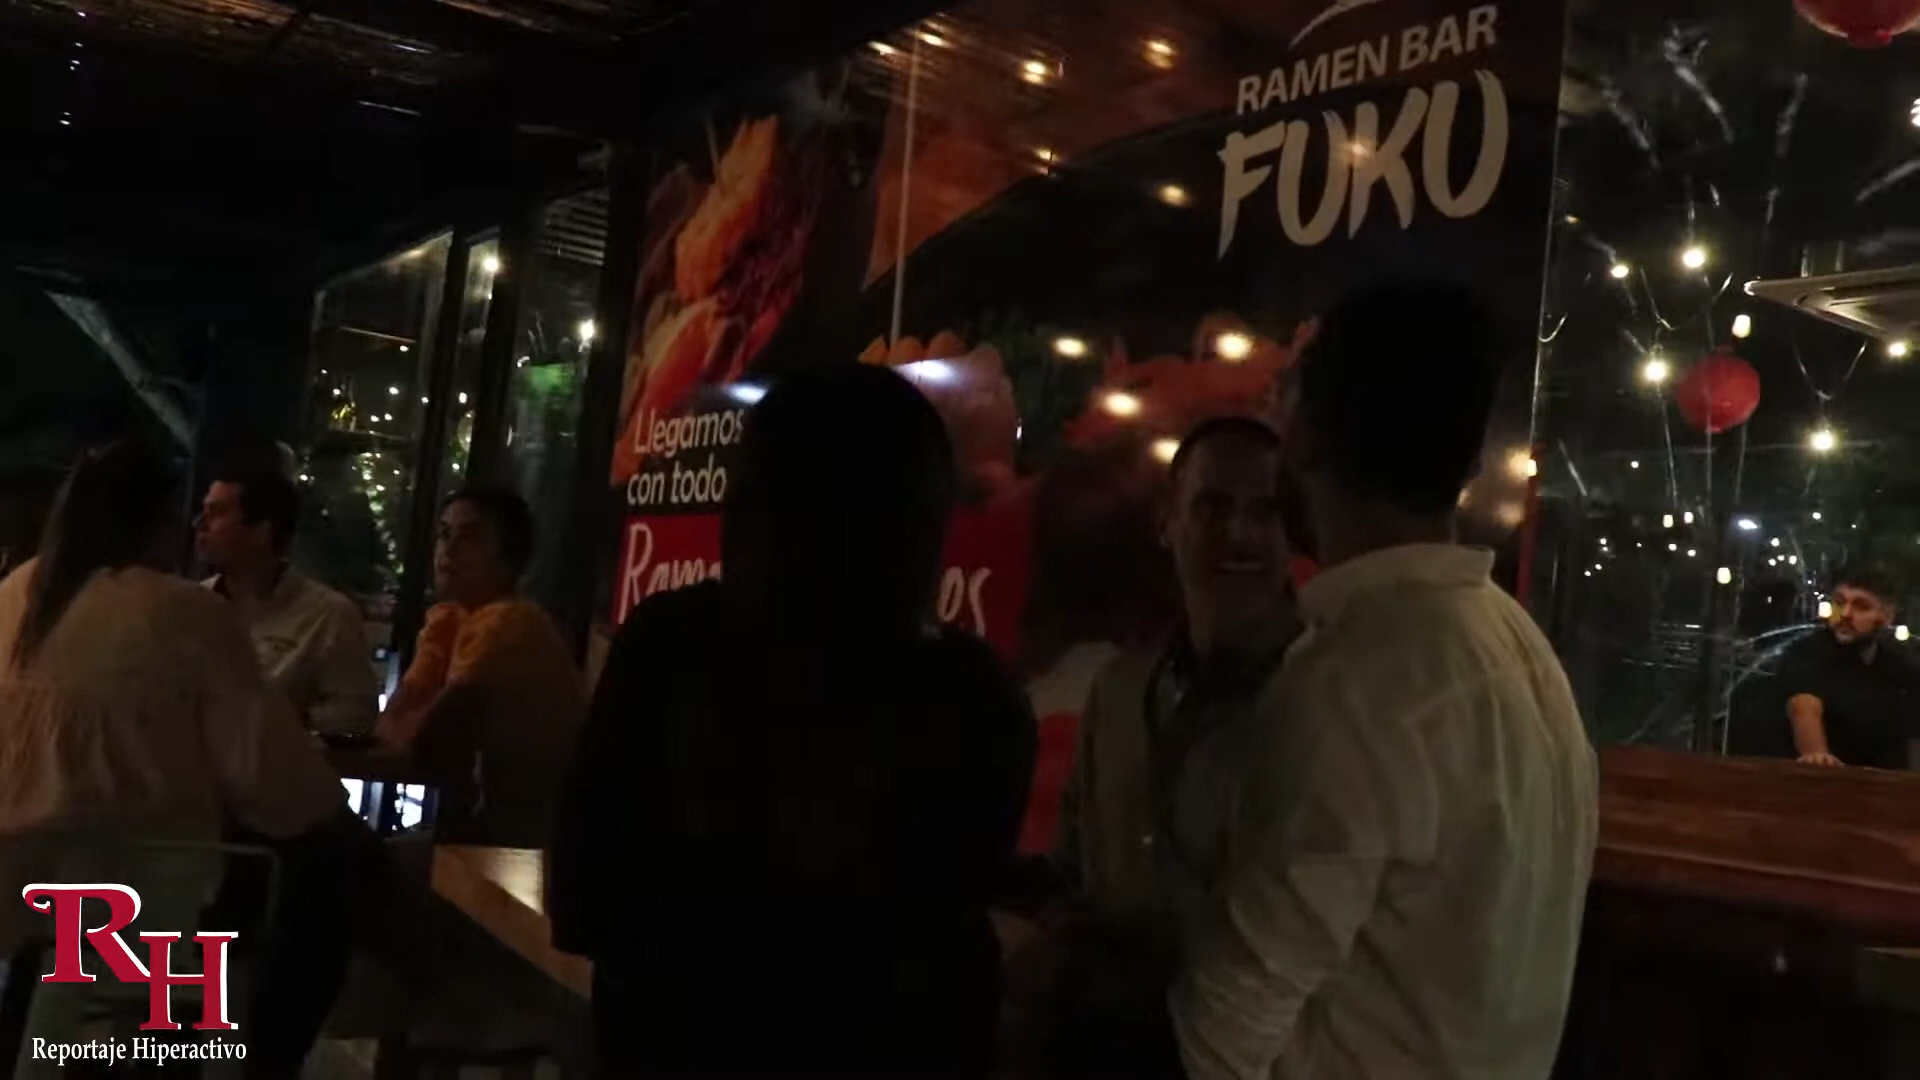 RAMEN BAR
FUKU
Llegamos
con todo
RH
Reportaje Hiperactivo